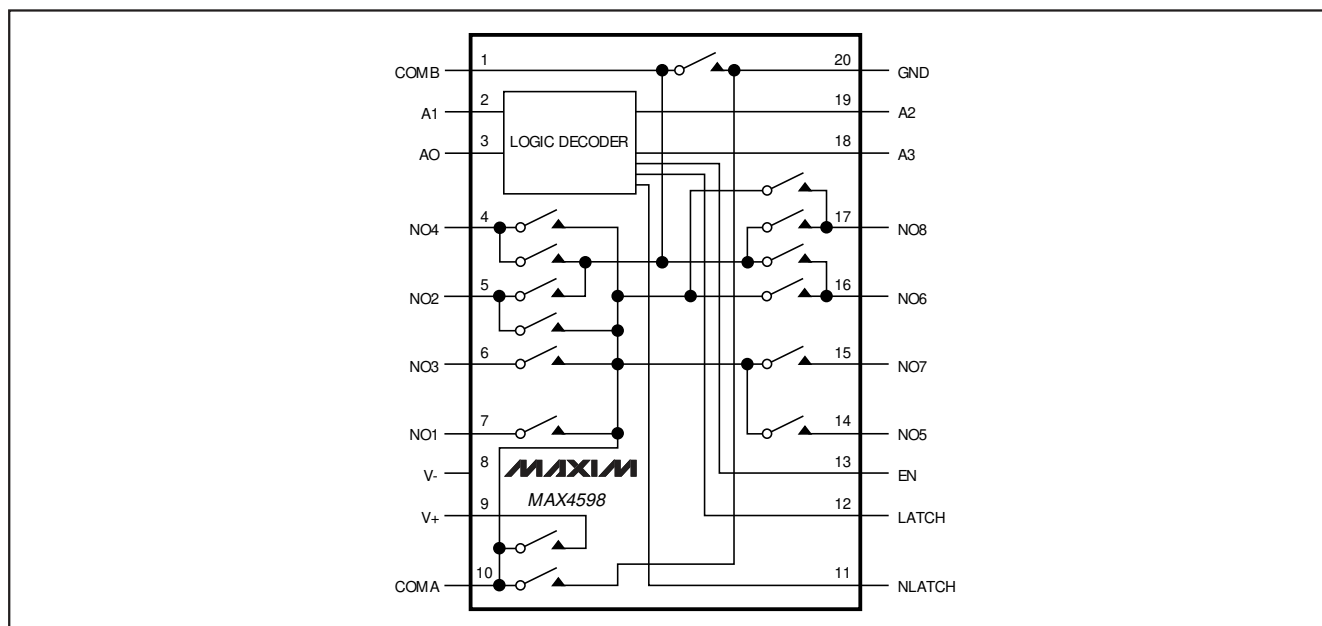 COMB 1 20 GND
A1 2 19 A2
AO 3 LOGIC DECODER 18 A3
NO4 4 17 NO8
NO2 5 16 NO6
NO3 6 15 NO7
NO1 7 14 NO5
V- 8 MAXIM 13 EN
V+ 9 MAX4598 12 LATCH
COMA 10 11 NLATCH